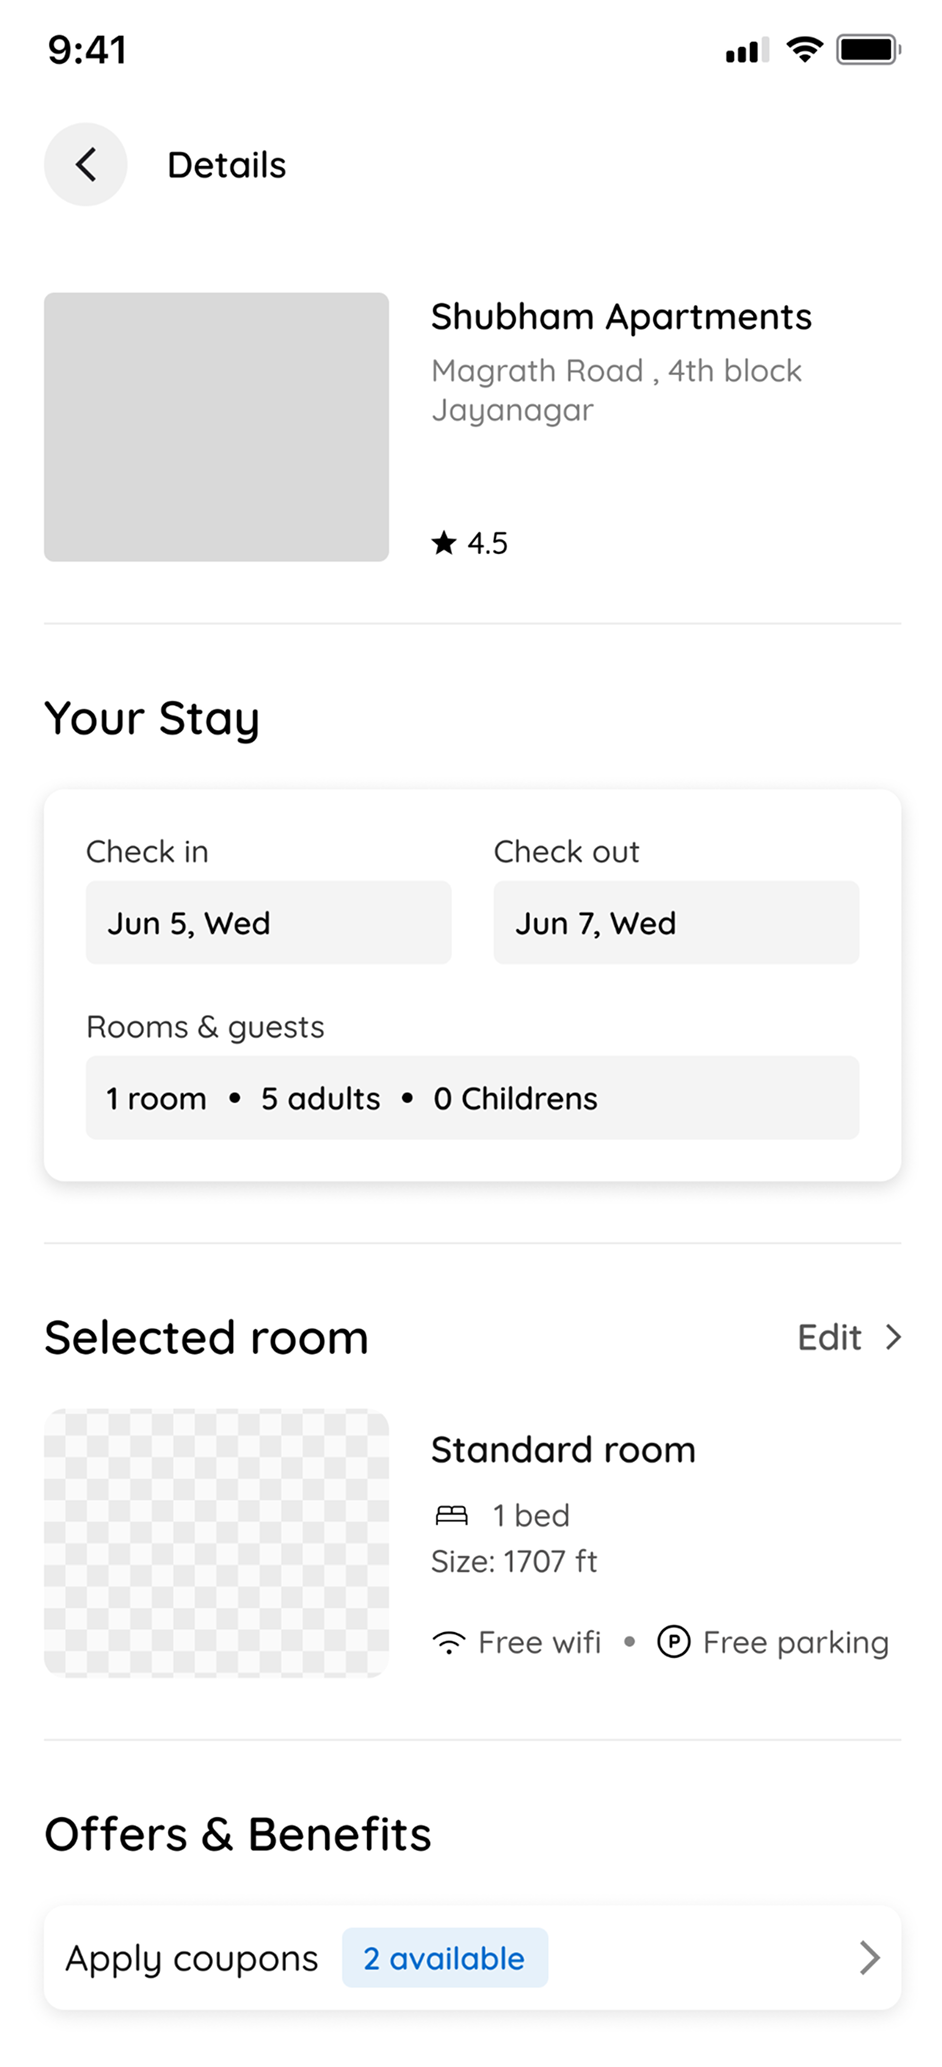 9:41
Details
Shubham Apartments
Magrath Road , 4th block
Jayanagar
★ 4.5
Your Stay
Check in
Check out
Jun 5, Wed
Jun 7, Wed
Rooms & guests
1 room • 5 adults • 0 Childrens
Selected room
Edit
Standard room
1 bed
Size: 1707 ft
Free wifi • P Free parking
Offers & Benefits
Apply coupons 2 available